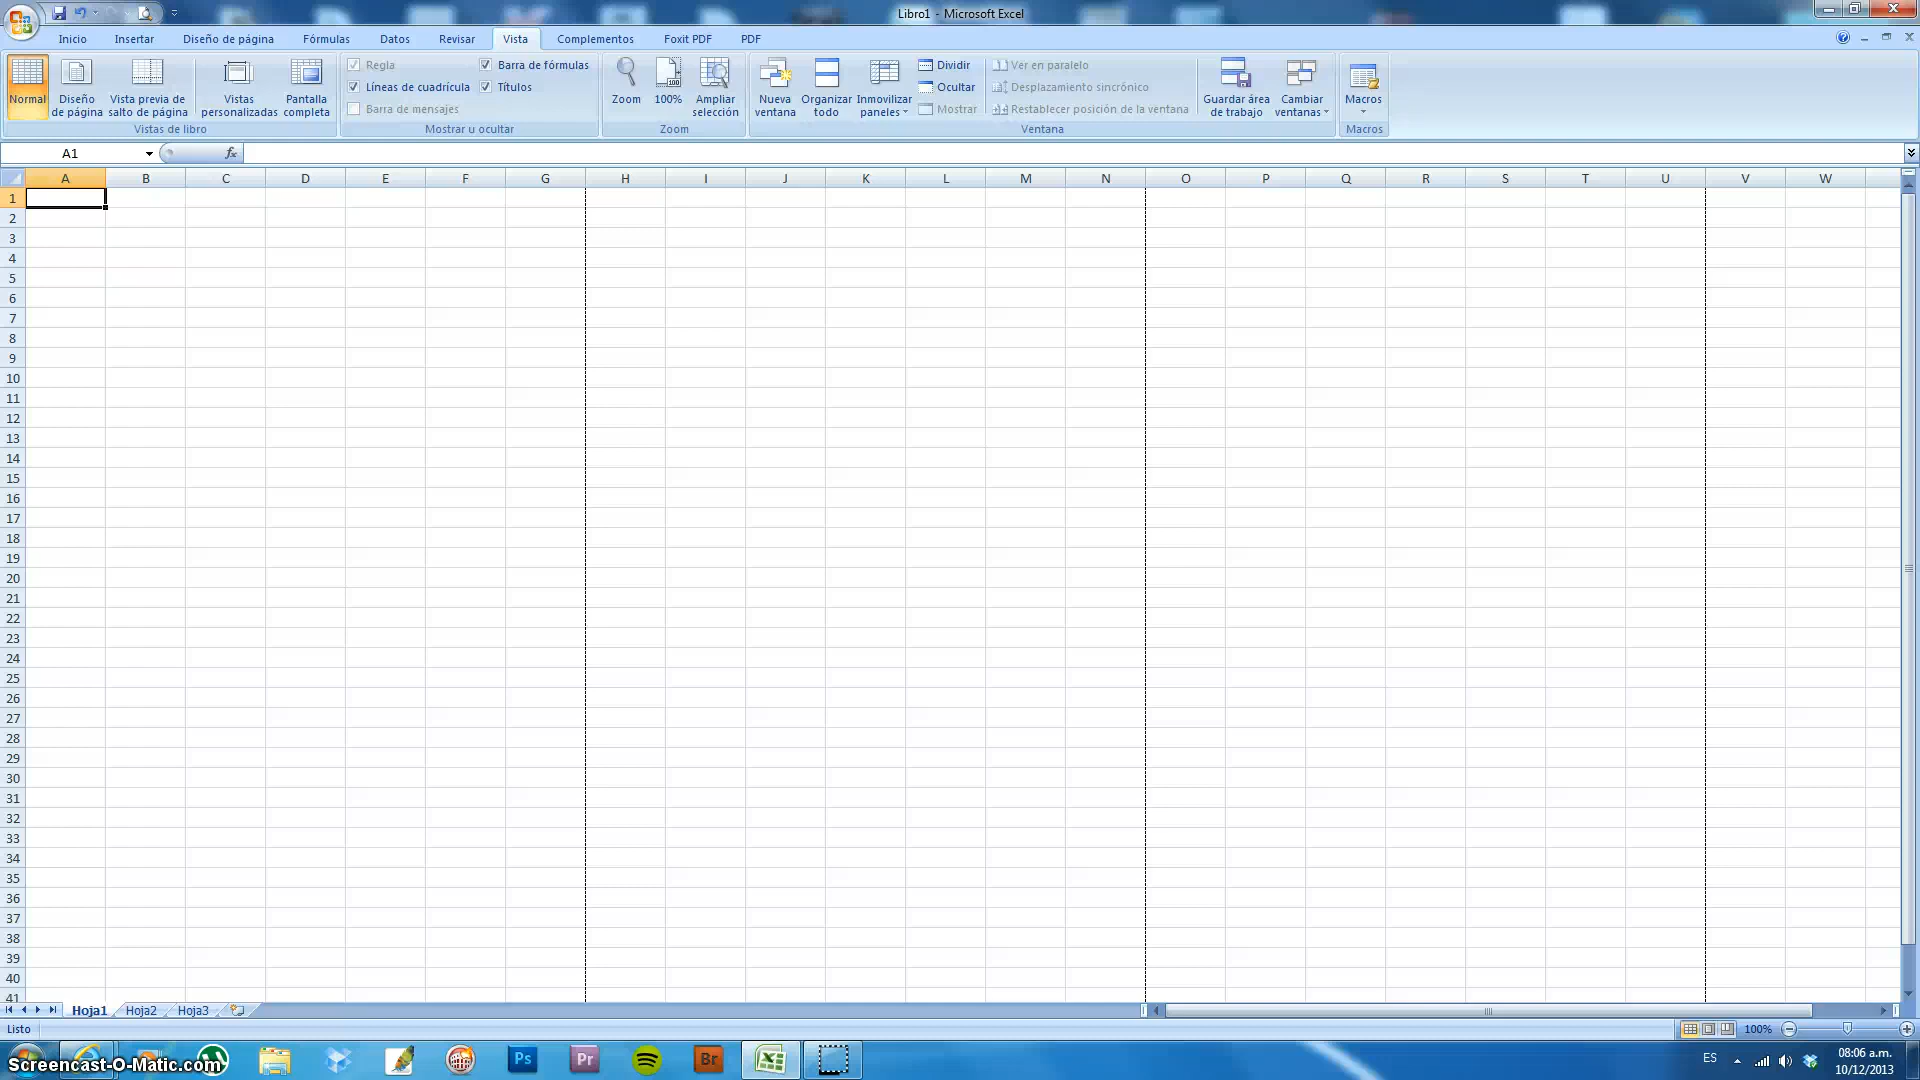 Libro1 - Microsoft Excel
Inicio Insertar Diseño de página Fórmulas Datos Revisar Vista Complementos Foxit PDF PDF
Normal
Diseño de página
Vista previa de salto de página
Vistas personalizadas
Pantalla completa
Vistas de libro
Regla
Barra de fórmulas
Líneas de cuadrícula
Títulos
Barra de mensajes
Mostrar u ocultar
Zoom
100%
Ampliar selección
Zoom
Nueva ventana
Organizar todo
Inmovilizar paneles
Dividir
Ocultar
Mostrar
Ver en paralelo
Desplazamiento sincrónico
Restablecer posición de la ventana
Guardar área de trabajo
Cambiar ventanas
Ventana
Macros
Macros
A1 fx
A B C D E F G H I J K L M N O P Q R S T U V W
1
2
3
4
5
6
7
8
9
10
11
12
13
14
15
16
17
18
19
20
21
22
23
24
25
26
27
28
29
30
31
32
33
34
35
36
37
38
39
40
41
Hoja1 Hoja2 Hoja3
Listo 100%
Screencast-O-Matic.com
Ps Pr Br
ES 08:06 a.m.
10/12/2013